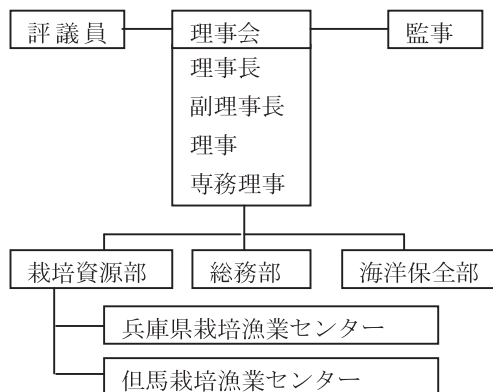 評議員
理事会
監事
理事長
副理事長
理事
専務理事
栽培資源部
総務部
海洋保全部
兵庫県栽培漁業センター
但馬栽培漁業センター